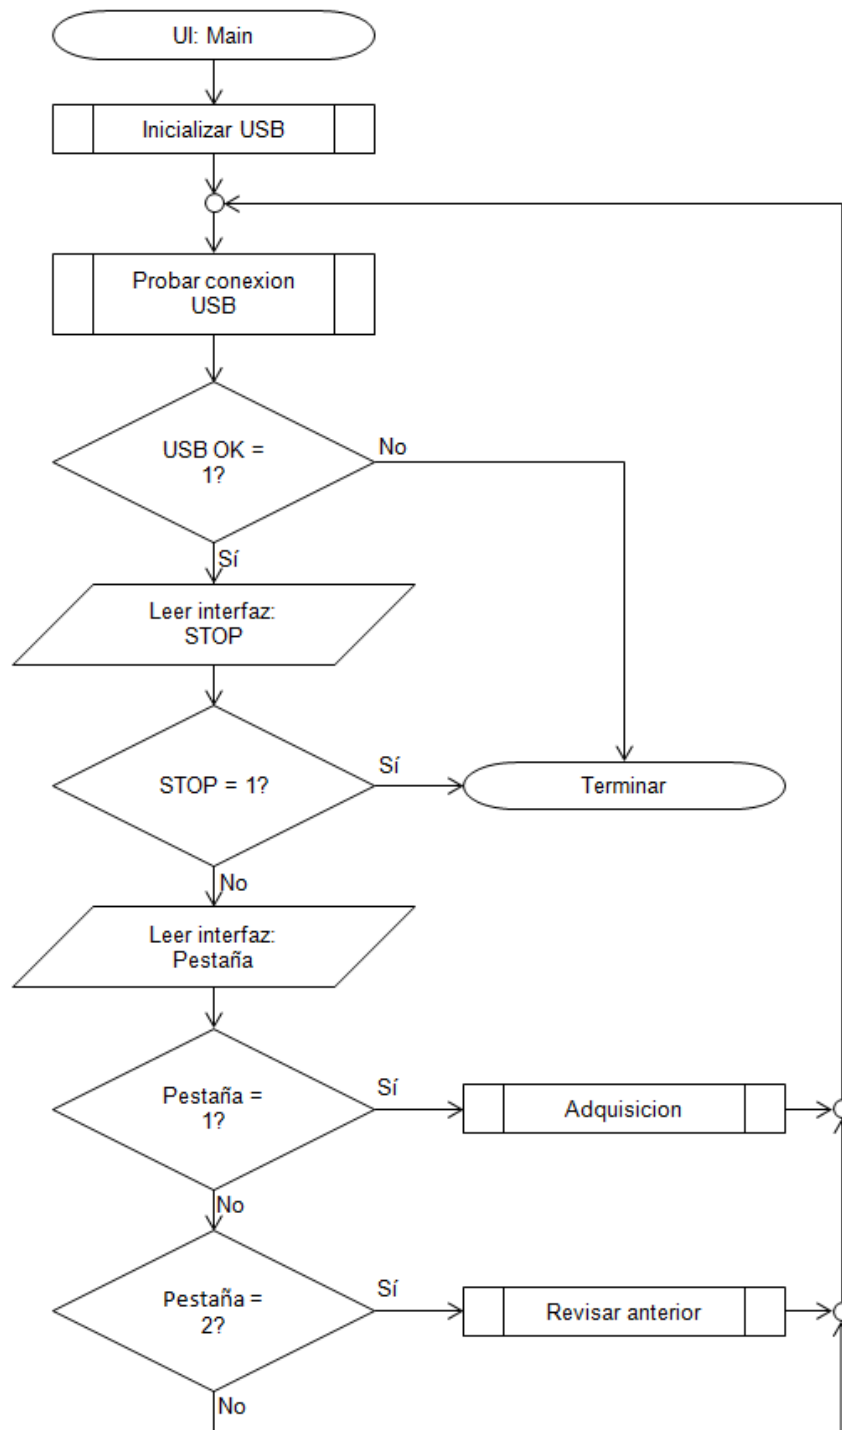 UI: Main
Inicializar USB
Probar conexion
USB
USB OK =
1?
No
Sí
Leer interfaz:
STOP
STOP = 1?
Sí
Terminar
No
Leer interfaz:
Pestaña
Pestaña =
1?
Sí
Adquisicion
No
Pestaña =
2?
Sí
Revisar anterior
No